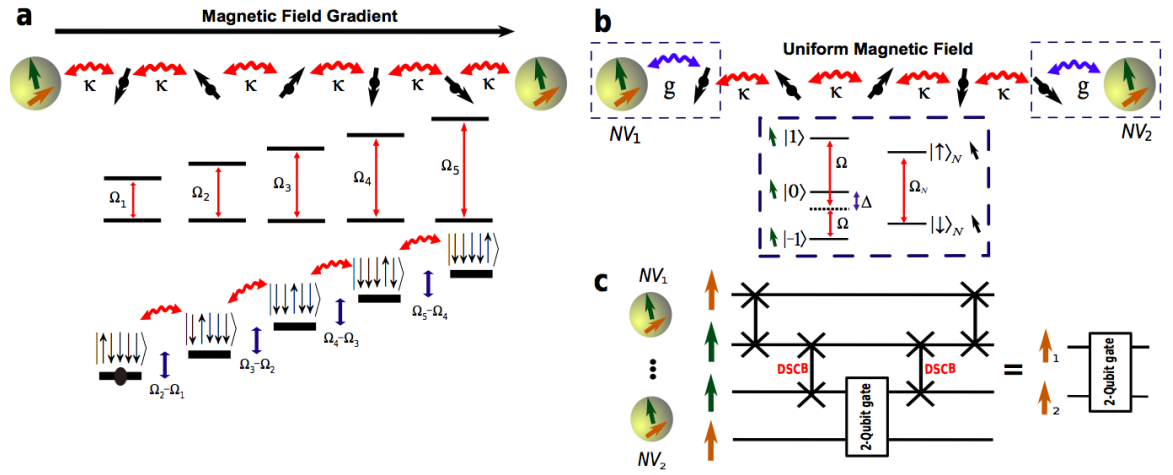 a
Magnetic Field Gradient
κ κ κ κ κ κ
Ω₁ Ω₂ Ω₃ Ω₄ Ω₅
Ω₂-Ω₁
Ω₃-Ω₂
Ω₄-Ω₃
Ω₅-Ω₄
b
Uniform Magnetic Field
g κ κ κ κ g
NV₁
NV₂
|1⟩
Ω
|0⟩
Δ
Ω
|-1⟩
|↑⟩N
ΩN
|↓⟩N
c
NV₁
NV₂
DSCB
DSCB
2-Qubit gate
=
1
2
2-Qubit gate